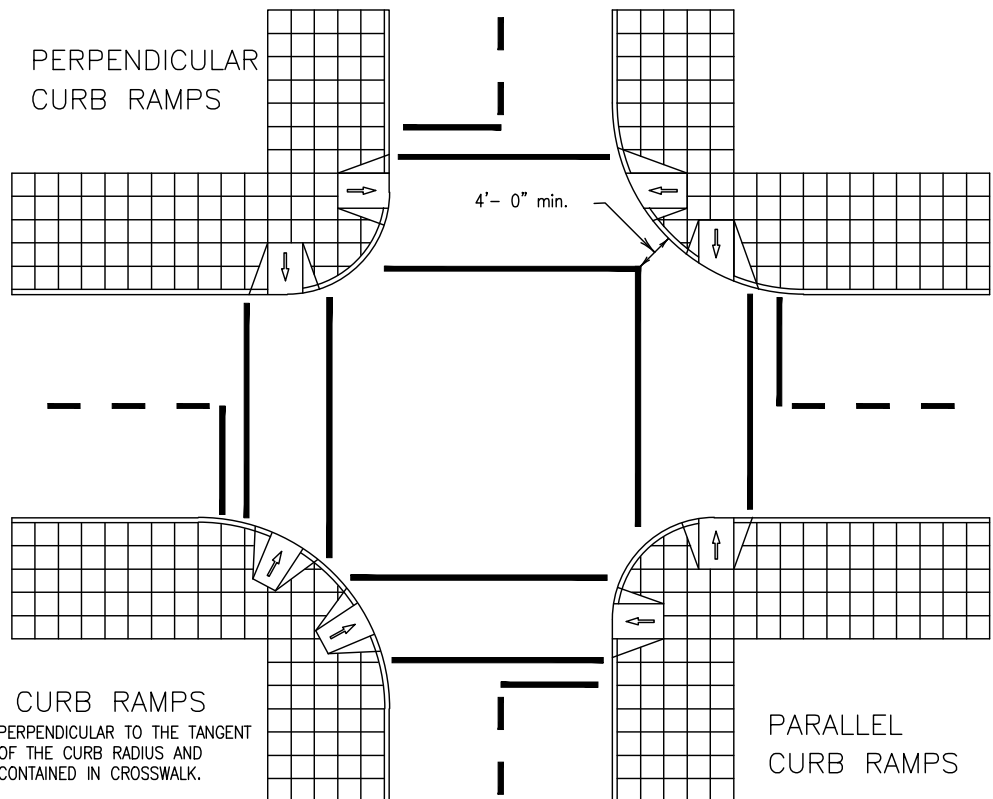 PERPENDICULAR
CURB RAMPS
4'- 0" min.
CURB RAMPS
PERPENDICULAR TO THE TANGENT
OF THE CURB RADIUS AND
CONTAINED IN CROSSWALK.
PARALLEL
CURB RAMPS